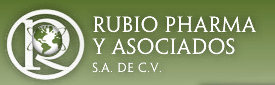 R
RUBIO PHARMA
Y ASOCIADOS
S.A. DE C.V.